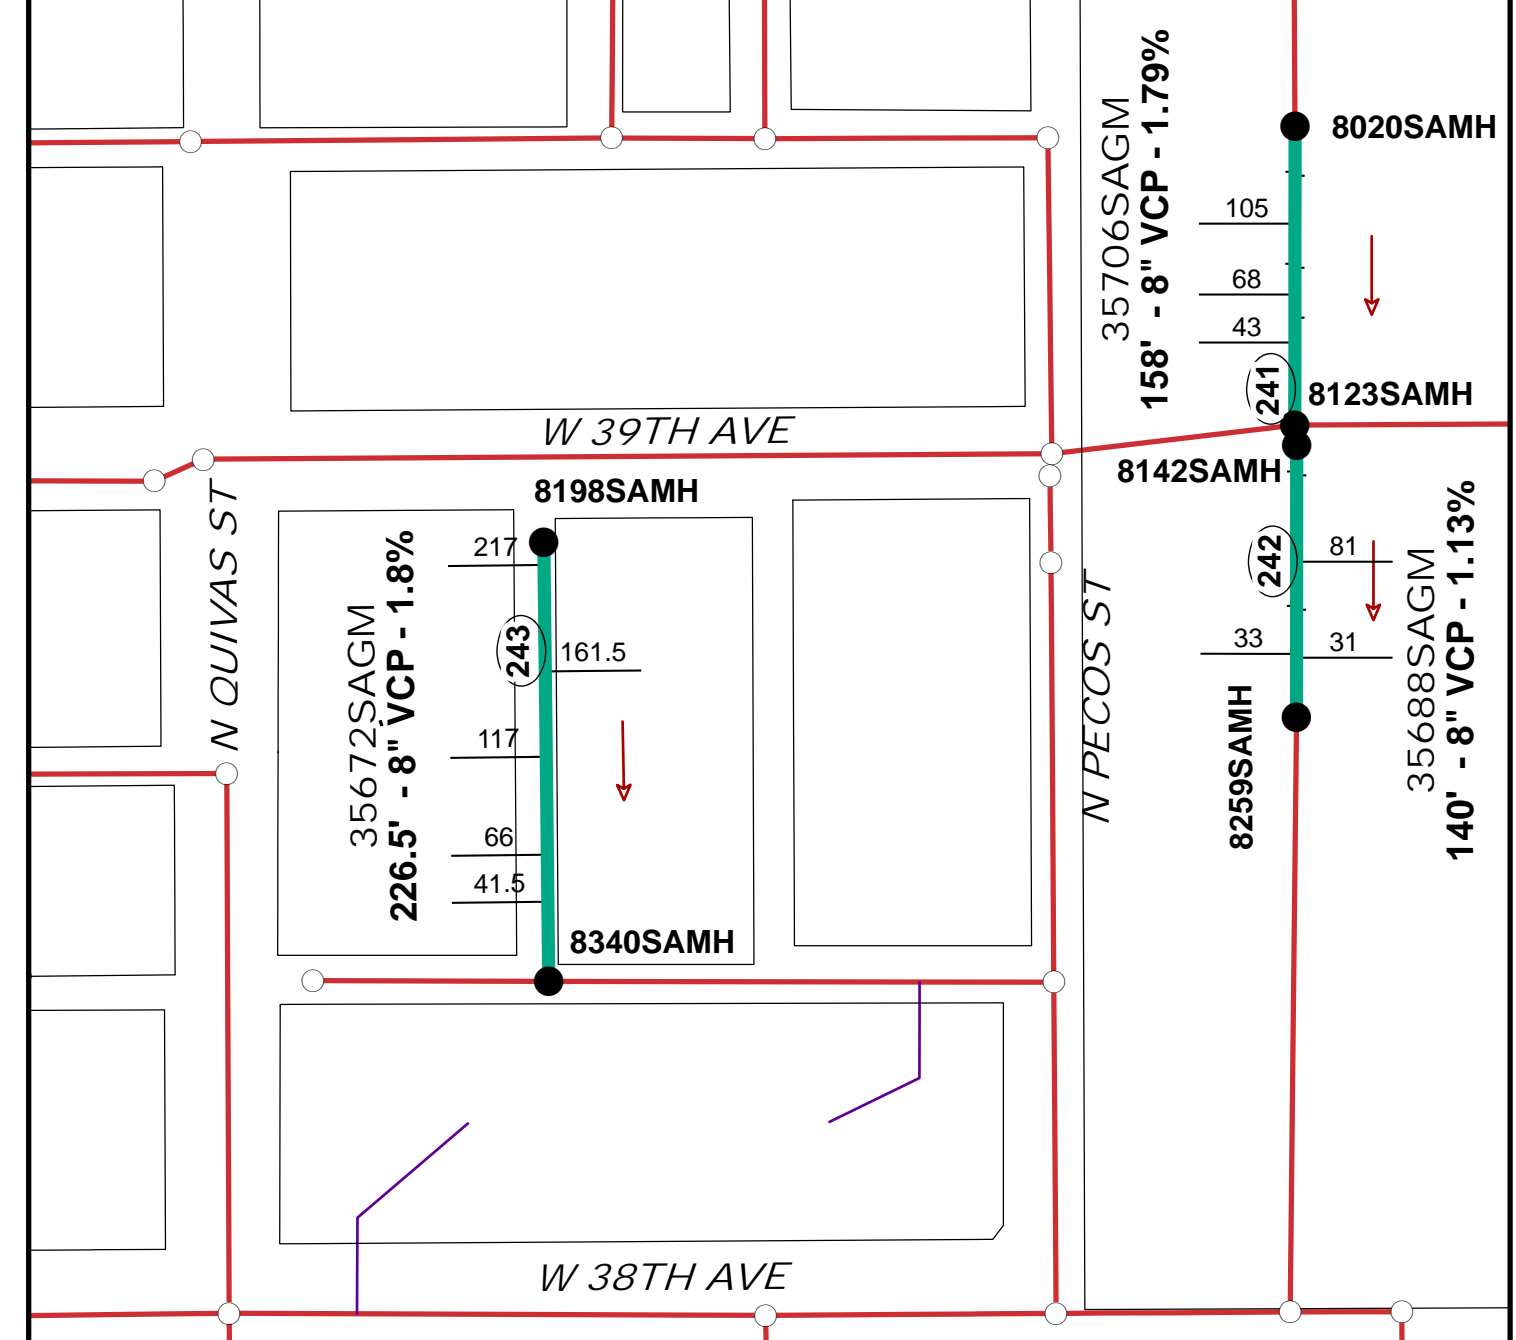 8020SAMH
35706SAGM
158' - 8" VCP - 1.79%
105
68
43
241
8123SAMH
W 39TH AVE
8142SAMH
8198SAMH
N QUIVAS ST
217
35672SAGM
226.5' - 8" VCP - 1.8%
243
161.5
117
66
41.5
8340SAMH
N PECOS ST
242
81
33
31
35688SAGM
140' - 8" VCP - 1.13%
8259SAMH
W 38TH AVE